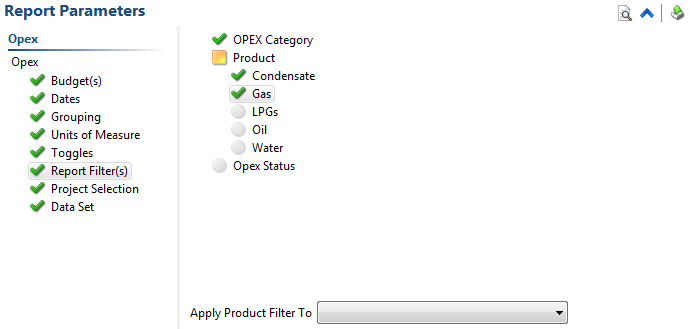 Report Parameters
Opex
Opex
Budget(s)
Dates
Grouping
Units of Measure
Toggles
Report Filter(s)
Project Selection
Data Set
OPEX Category
Product
Condensate
Gas
LPGs
Oil
Water
Opex Status
Apply Product Filter To